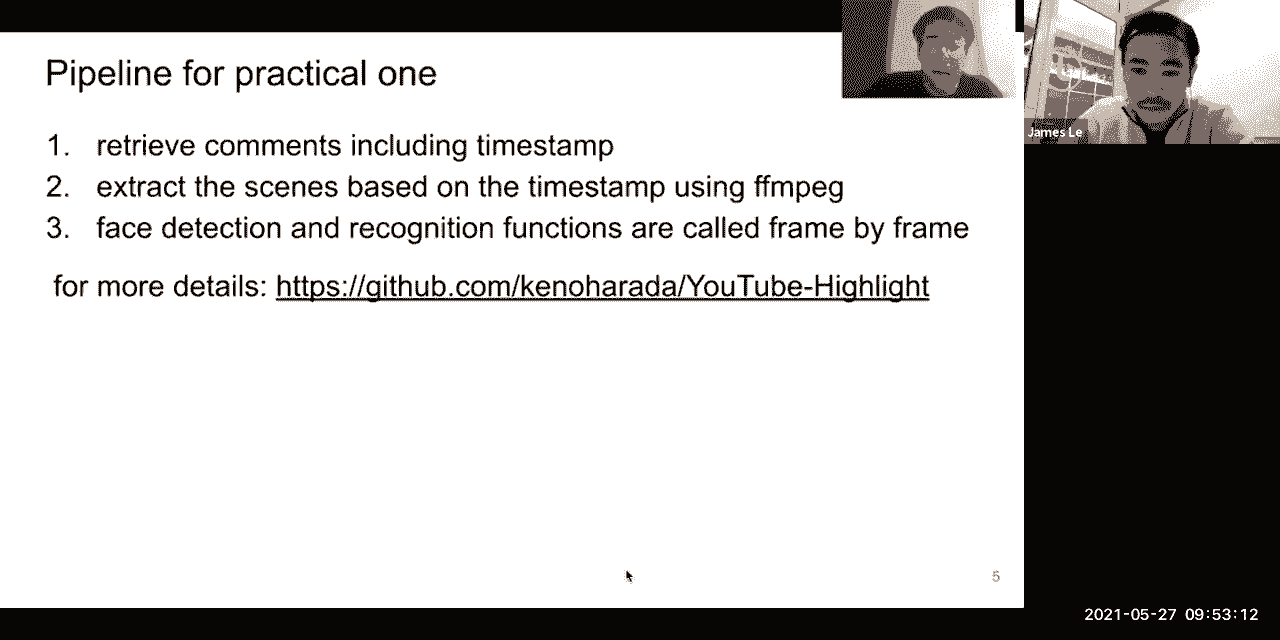 Pipeline for practical one
1. retrieve comments including timestamp
2. extract the scenes based on the timestamp using ffmpeg
3. face detection and recognition functions are called frame by frame
for more details: https://github.com/kenoharada/YouTube-Highlight
5
James Le
2021-05-27 09:53:12